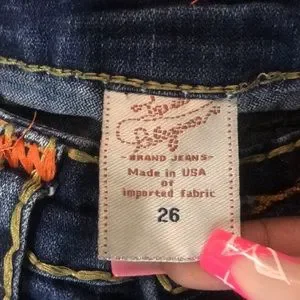 -BRAND JEANS-
Made in USA
of
imported fabric
26